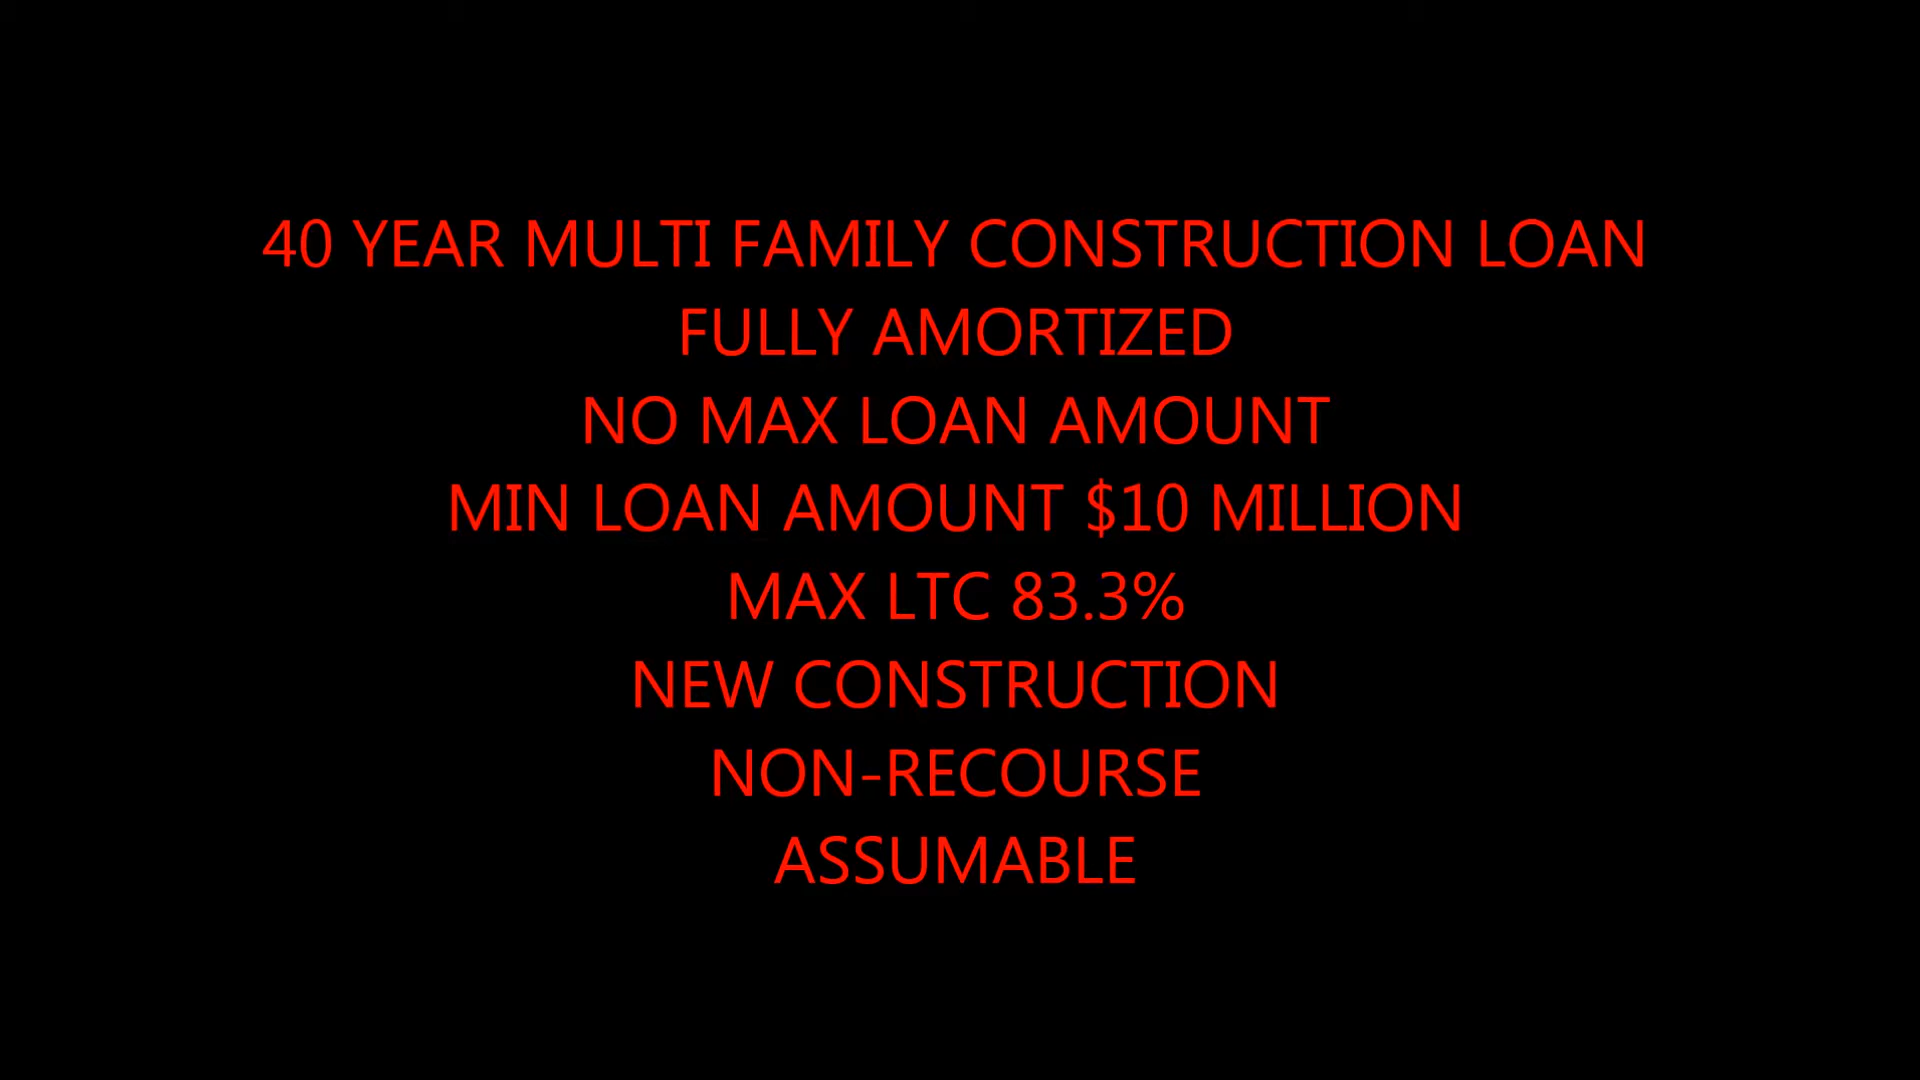 40 YEAR MULTI FAMILY CONSTRUCTION LOAN
FULLY AMORTIZED
NO MAX LOAN AMOUNT
MIN LOAN AMOUNT $10 MILLION
MAX LTC 83.3%
NEW CONSTRUCTION
NON-RECOURSE
ASSUMABLE